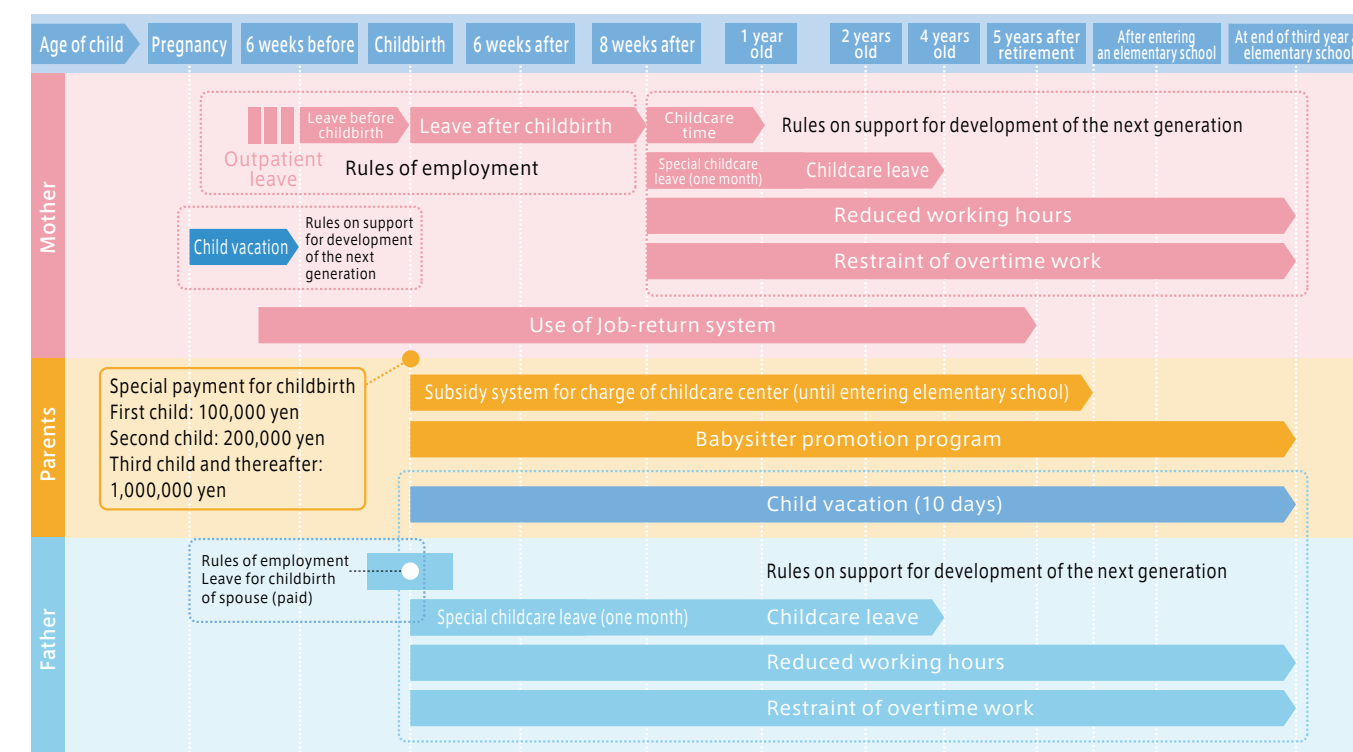 Age of child
Pregnancy
6 weeks before
Childbirth
6 weeks after
8 weeks after
1 year
old
2 years
old
4 years
old
5 years after
retirement
After entering
an elementary school
At end of third year
elementary school
Mother
Leave before
childbirth
Leave after childbirth
Outpatient
leave
Rules of employment
Childcare
time
Rules on support for development of the next generation
Special childcare
leave (one month)
Childcare leave
Reduced working hours
Restraint of overtime work
Child vacation
Rules on support
for development
of the next
generation
Use of Job-return system
Parents
Special payment for childbirth
First child: 100,000 yen
Second child: 200,000 yen
Third child and thereafter:
1,000,000 yen
Subsidy system for charge of childcare center (until entering elementary school)
Babysitter promotion program
Child vacation (10 days)
Father
Rules of employment
Leave for childbirth
of spouse (paid)
Rules on support for development of the next generation
Special childcare leave (one month)
Childcare leave
Reduced working hours
Restraint of overtime work